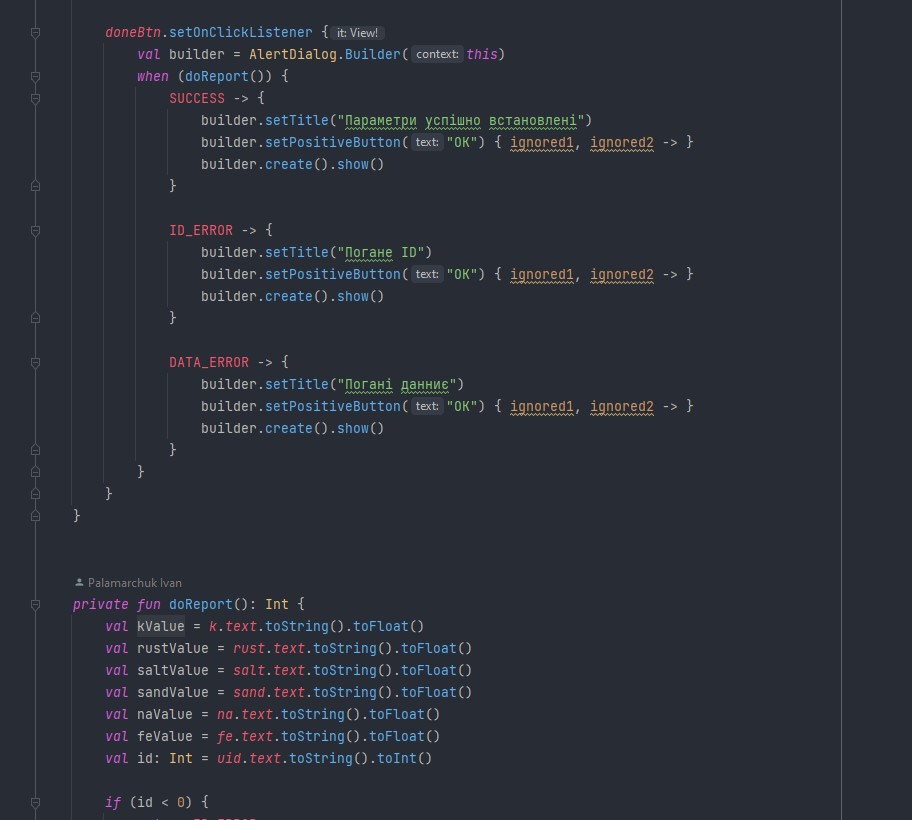 doneBtn.setOnClickListener { it: View!
val builder = AlertDialog.Builder( context: this)
when (doReport()) {
SUCCESS -> {
builder.setTitle("Параметри успішно встановлені")
builder.setPositiveButton( text: "OK") { ignored1, ignored2 -> }
builder.create().show()
}
ID_ERROR -> {
builder.setTitle("Погане ID")
builder.setPositiveButton( text: "OK") { ignored1, ignored2 -> }
builder.create().show()
}
DATA_ERROR -> {
builder.setTitle("Погані данние")
builder.setPositiveButton( text: "OK") { ignored1, ignored2 -> }
builder.create().show()
}
}
}
}
Palamarchuk Ivan
private fun doReport(): Int {
val kValue = k.text.toString().toFloat()
val rustValue = rust.text.toString().toFloat()
val saltValue = salt.text.toString().toFloat()
val sandValue = sand.text.toString().toFloat()
val naValue = na.text.toString().toFloat()
val feValue = fe.text.toString().toFloat()
val id: Int = uid.text.toString().toInt()
if (id < 0) {